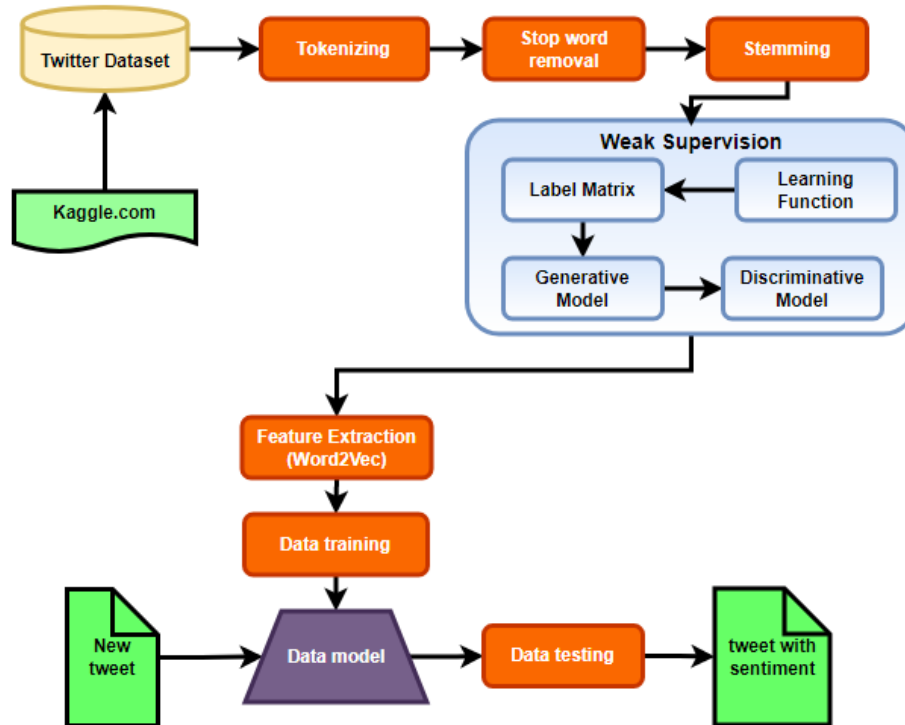 Twitter Dataset
Tokenizing
Stop word
removal
Stemming
Kaggle.com
Weak Supervision
Label Matrix
Learning
Function
Generative
Model
Discriminative
Model
Feature Extraction
(Word2Vec)
Data training
New
tweet
Data model
Data testing
tweet with
sentiment